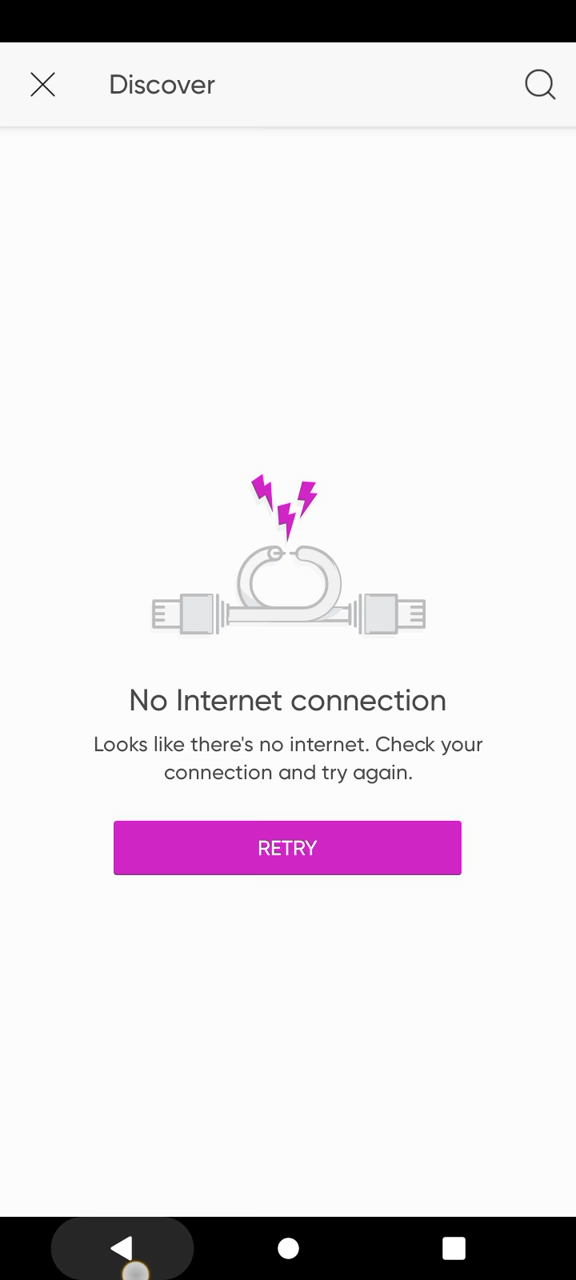 Discover
No Internet connection
Looks like there's no internet. Check your
connection and try again.
RETRY